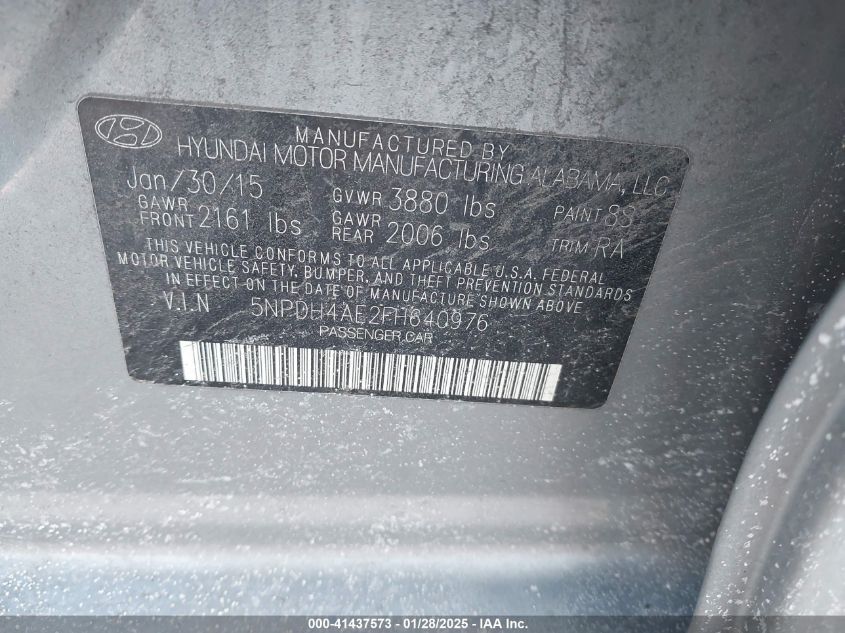 MANUFACTURED BY
HYUNDAI MOTOR MANUFACTURING ALABAMA, LLC
Jan/30/15 GVWR 3880 lbs PAINT
GAWR FRONT 2161 lbs GAWR REAR 2006 lbs TRIM RA
THIS VEHICLE CONFORMS TO ALL APPLICABLE U.S.A. FEDERAL
MOTOR VEHICLE SAFETY, BUMPER, AND THEFT PREVENTION STANDARDS
IN EFFECT ON THE DATE OF MANUFACTURE SHOWN ABOVE
V.I.N 5NPDH4AE2FH640976
PASSENGER CAR
000-41437573 - 01/28/2025 - © IAA, Inc.